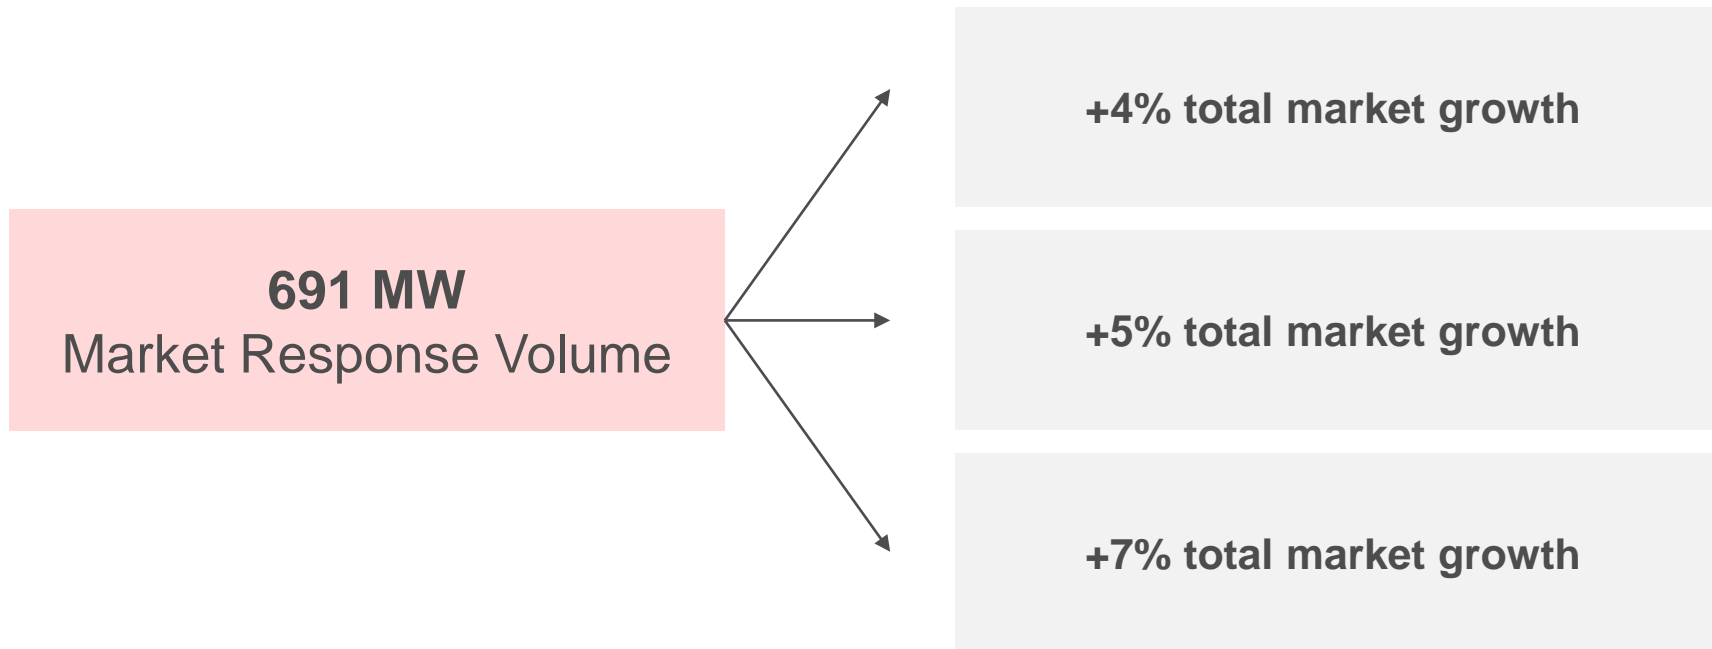 691 MW
Market Response Volume
+4% total market growth
+5% total market growth
+7% total market growth